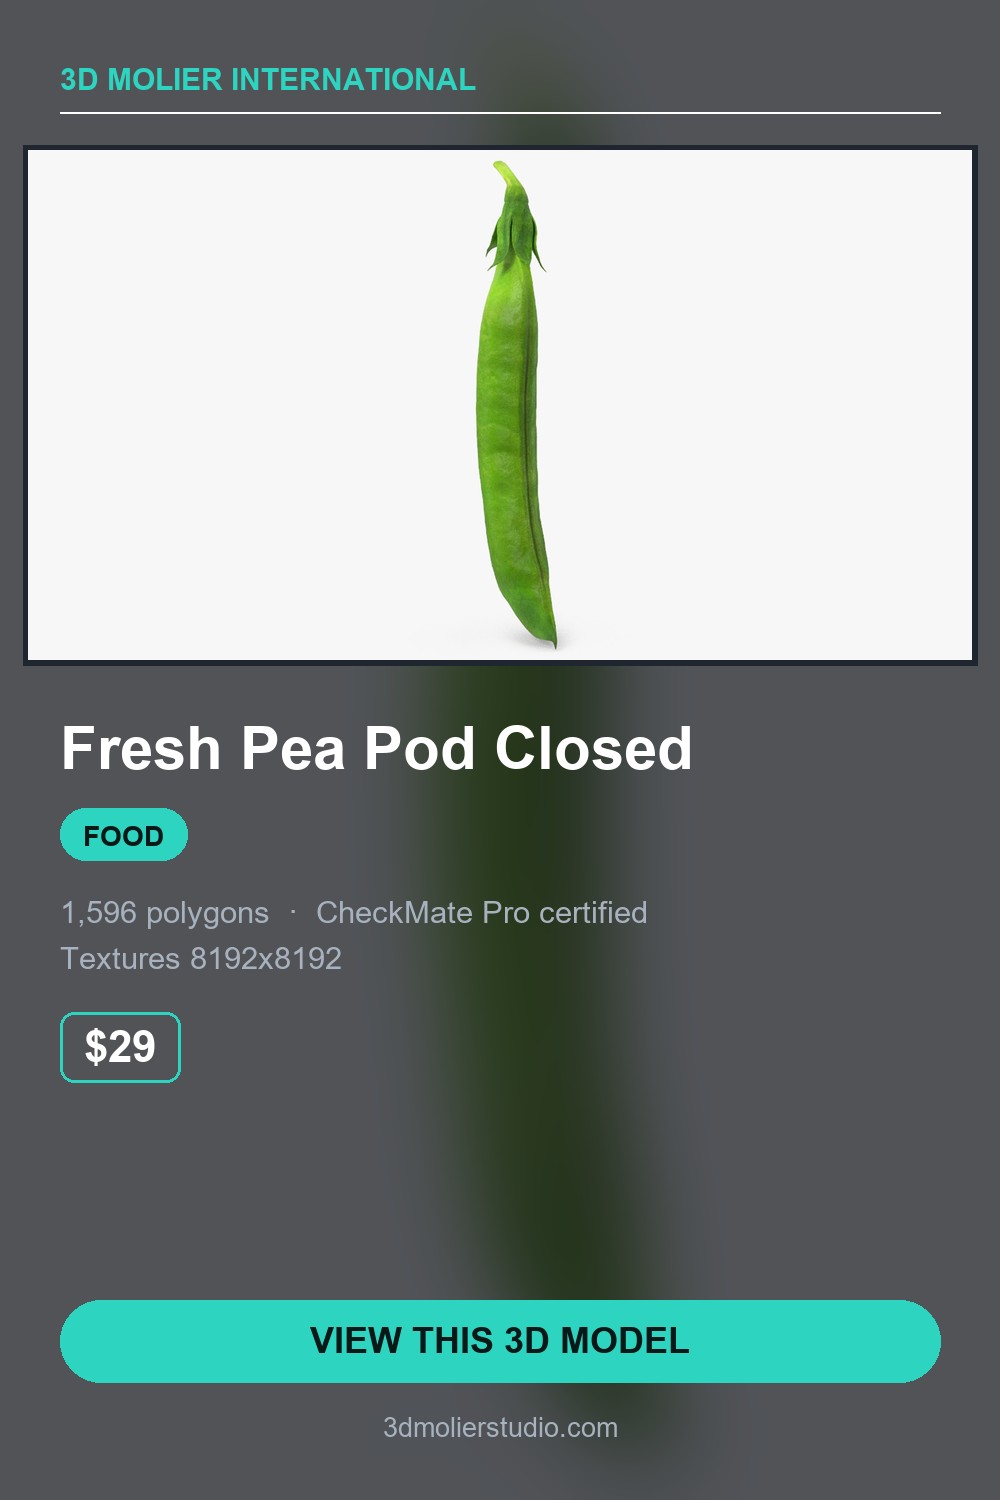 3D MOLIER INTERNATIONAL
Fresh Pea Pod Closed
FOOD
1,596 polygons · CheckMate Pro certified
Textures 8192x8192
$29
VIEW THIS 3D MODEL
3dmolierstudio.com